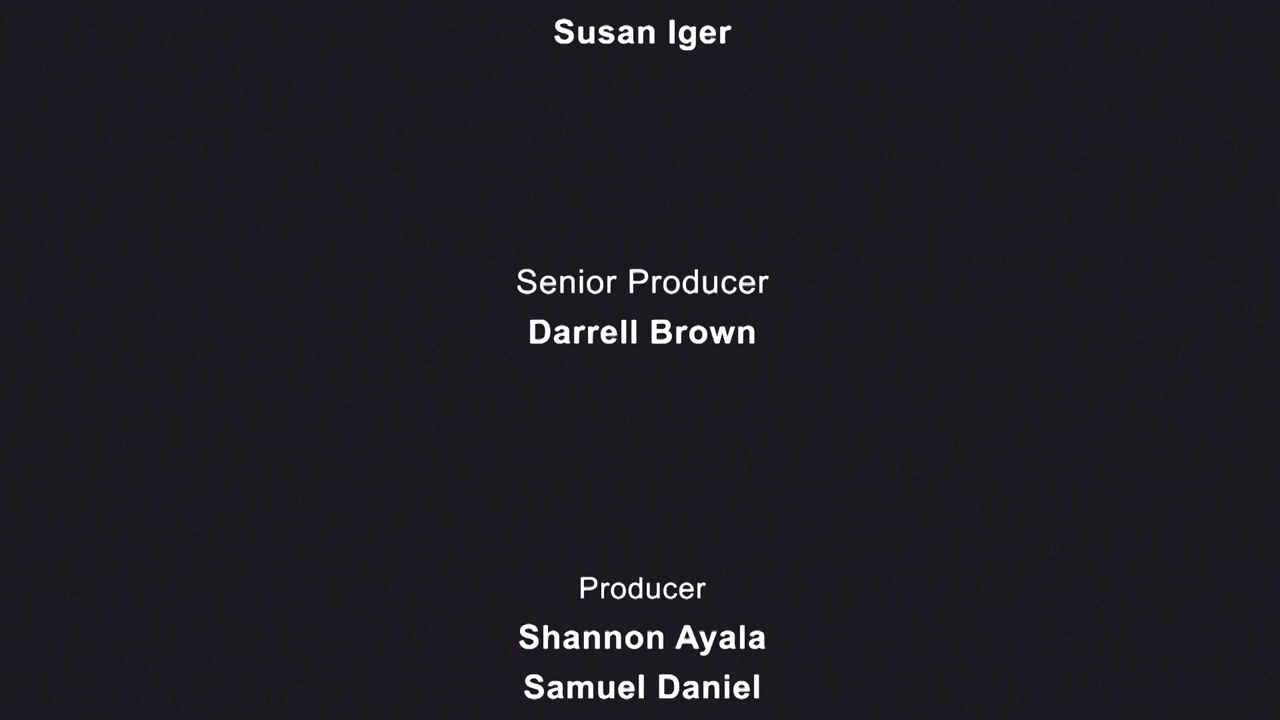 Susan Iger
Senior Producer
Darrell Brown
Producer
Shannon Ayala
Samuel Daniel